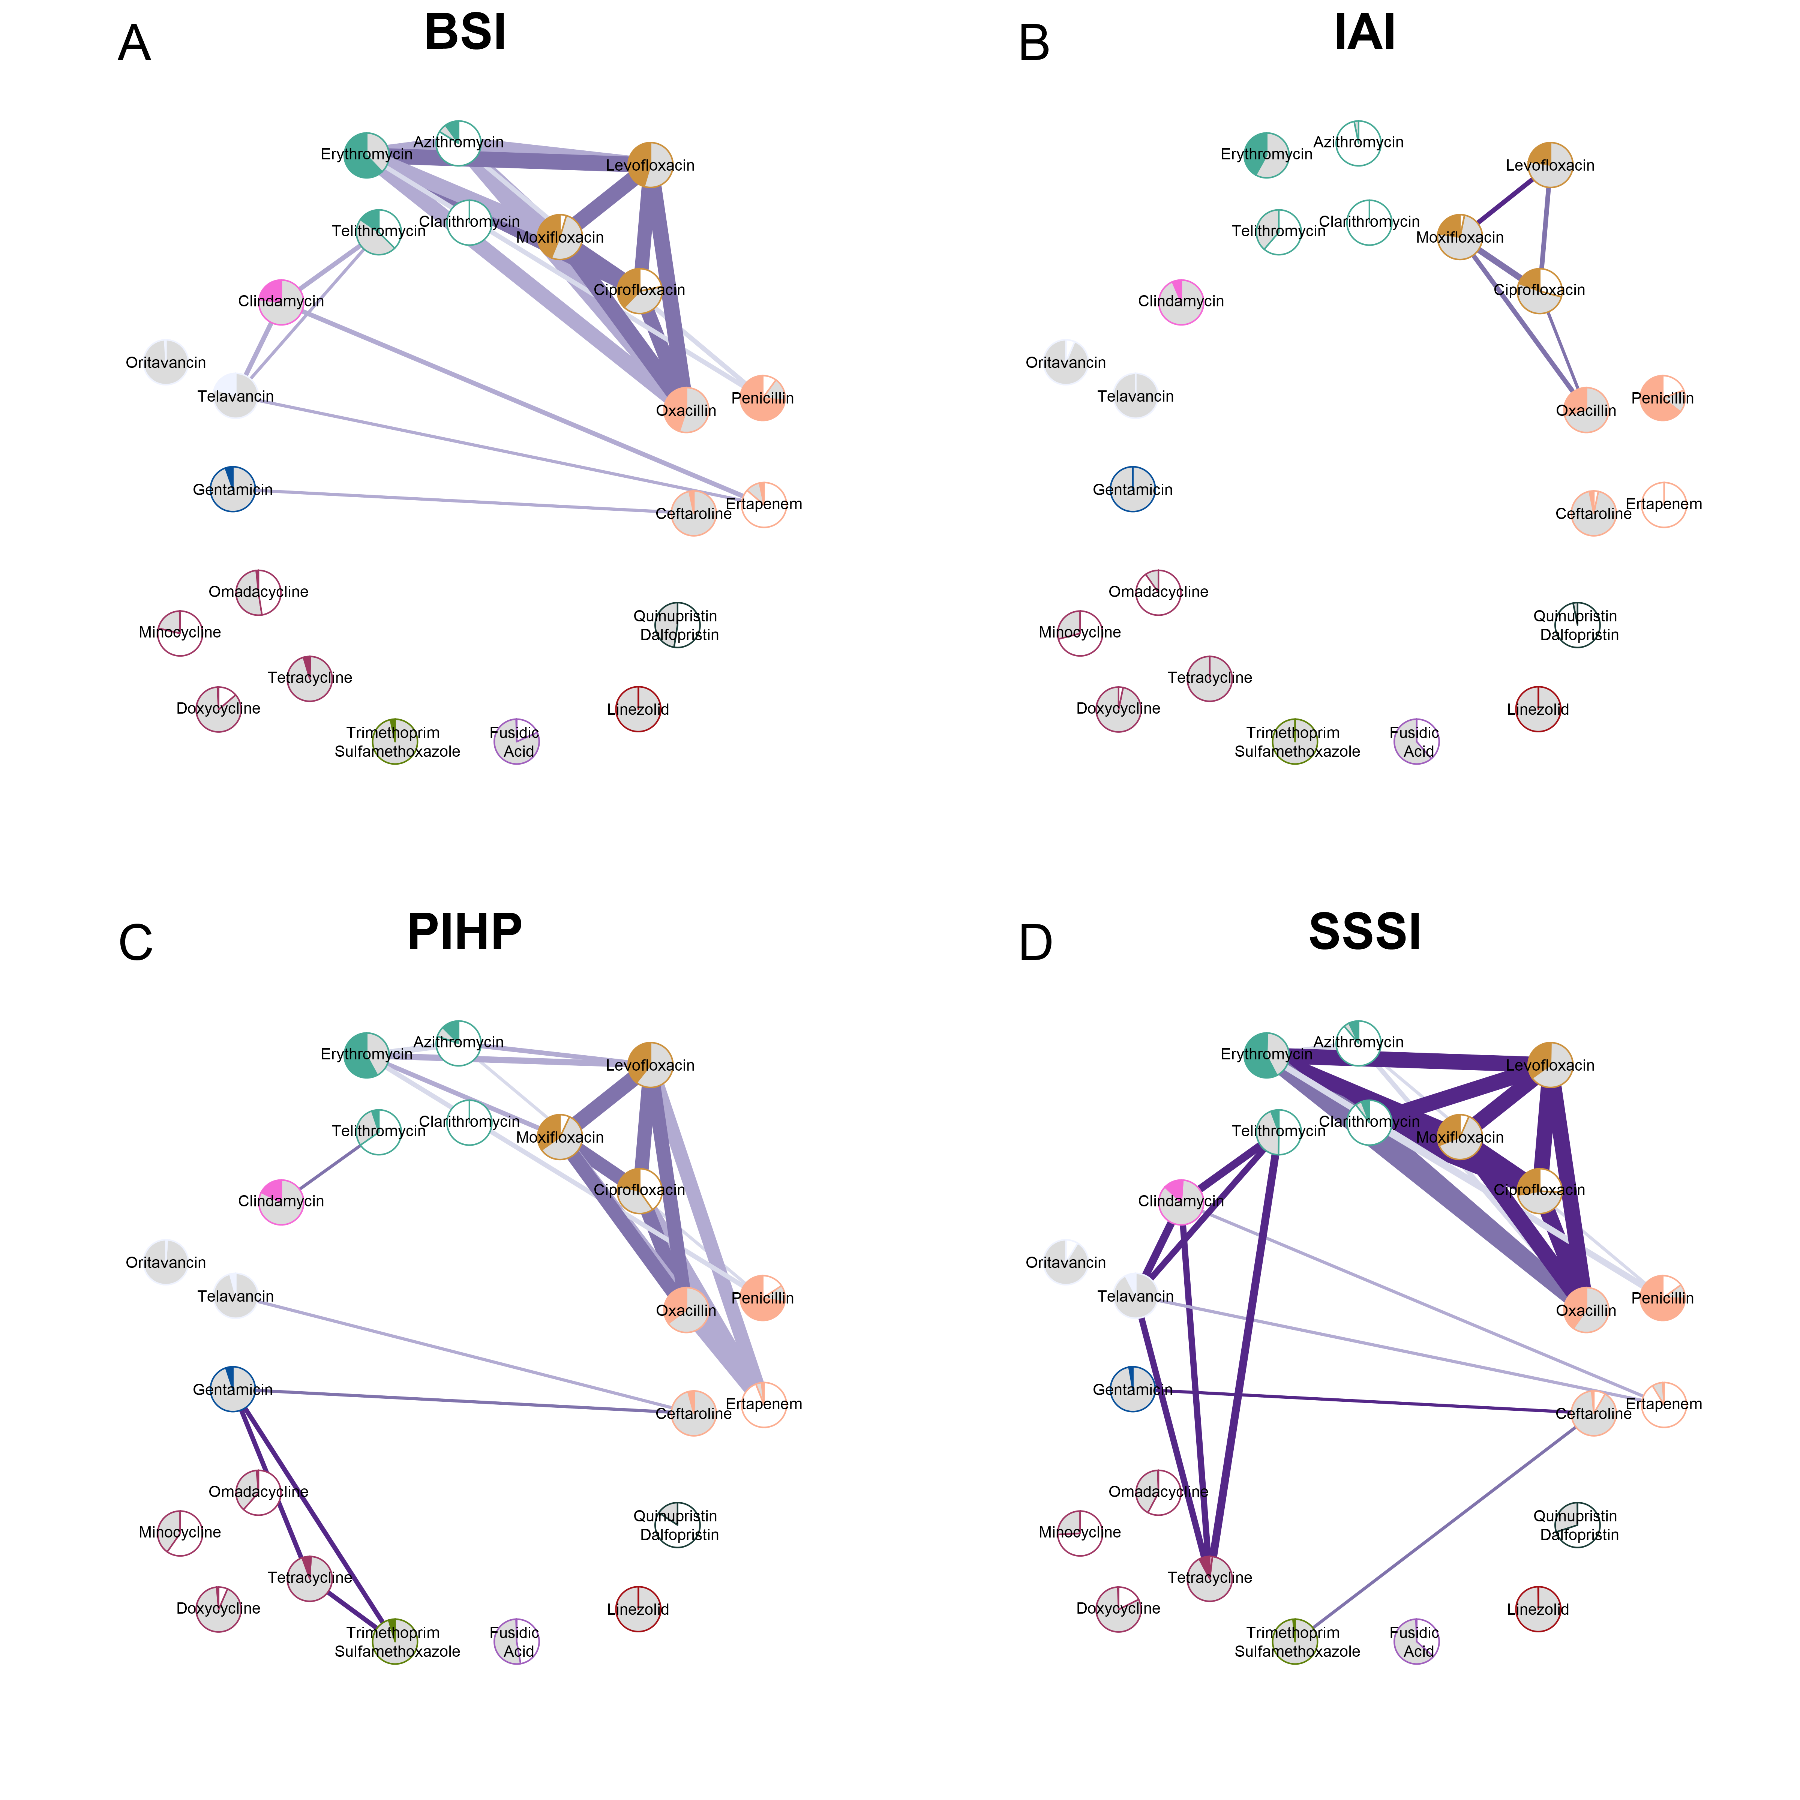 A
BSI
Erythromycin
Azithromycin
Levofloxacin
Telithromycin
Clarithromycin
Moxifloxacin
Clindamycin
Ciprofloxacin
Oritavancin
Telavancin
Oxacillin
Penicillin
Gentamicin
Ceftaroline
Ertapenem
Omadacycline
Minocycline
Quinupristin
Dalfopristin
Tetracycline
Doxycycline
Linezolid
Trimethoprim
Sulfamethoxazole
Fusidic
Acid
B
IAI
Erythromycin
Azithromycin
Levofloxacin
Telithromycin
Clarithromycin
Moxifloxacin
Clindamycin
Ciprofloxacin
Oritavancin
Telavancin
Oxacillin
Penicillin
Gentamicin
Ceftaroline
Ertapenem
Omadacycline
Minocycline
Quinupristin
Dalfopristin
Tetracycline
Doxycycline
Linezolid
Trimethoprim
Sulfamethoxazole
Fusidic
Acid
C
PIHP
Erythromycin
Azithromycin
Levofloxacin
Telithromycin
Clarithromycin
Moxifloxacin
Clindamycin
Ciprofloxacin
Oritavancin
Telavancin
Oxacillin
Penicillin
Gentamicin
Ceftaroline
Ertapenem
Omadacycline
Minocycline
Quinupristin
Dalfopristin
Tetracycline
Doxycycline
Linezolid
Trimethoprim
Sulfamethoxazole
Fusidic
Acid
D
SSSI
Erythromycin
Azithromycin
Levofloxacin
Telithromycin
Clarithromycin
Moxifloxacin
Clindamycin
Ciprofloxacin
Oritavancin
Telavancin
Oxacillin
Penicillin
Gentamicin
Ceftaroline
Ertapenem
Omadacycline
Minocycline
Quinupristin
Dalfopristin
Tetracycline
Doxycycline
Linezolid
Trimethoprim
Sulfamethoxazole
Fusidic
Acid